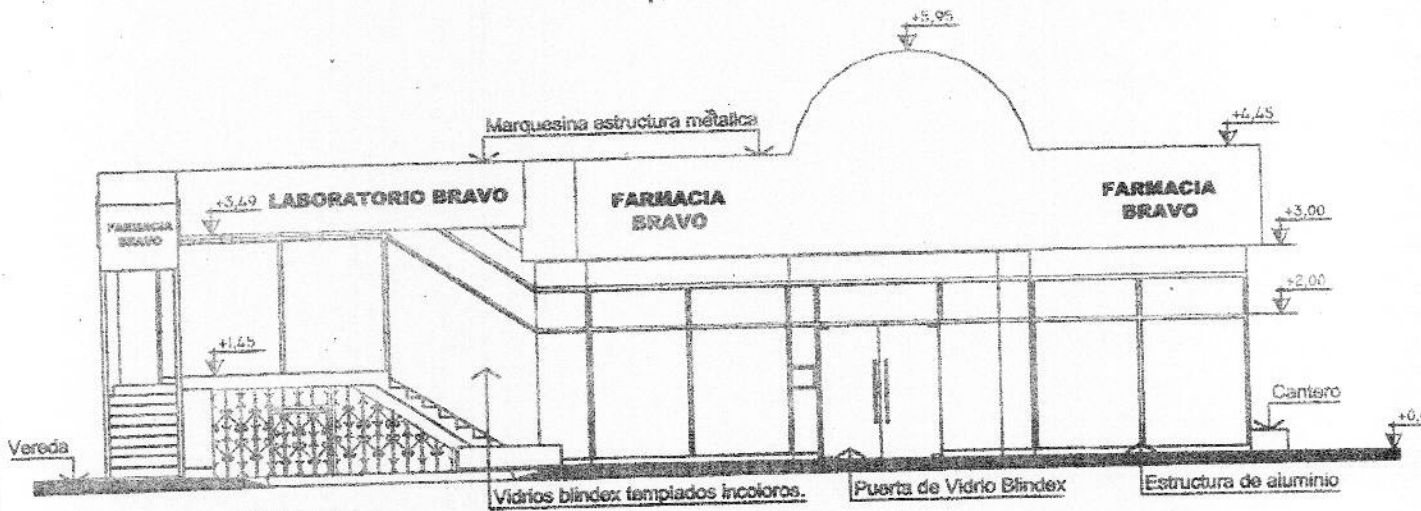 +5,95
Marquesina estructura métalica
+4,45
+3,49
LABORATORIO BRAVO
FARMACIA
BRAVO
FARMACIA
BRAVO
FARMACIA
BRAVO
+3,00
+2,00
+1,45
Cantero
Vereda
Vidrios blindex templados incoloros.
Puerta de Vidrio Blindex
Estructura de aluminio